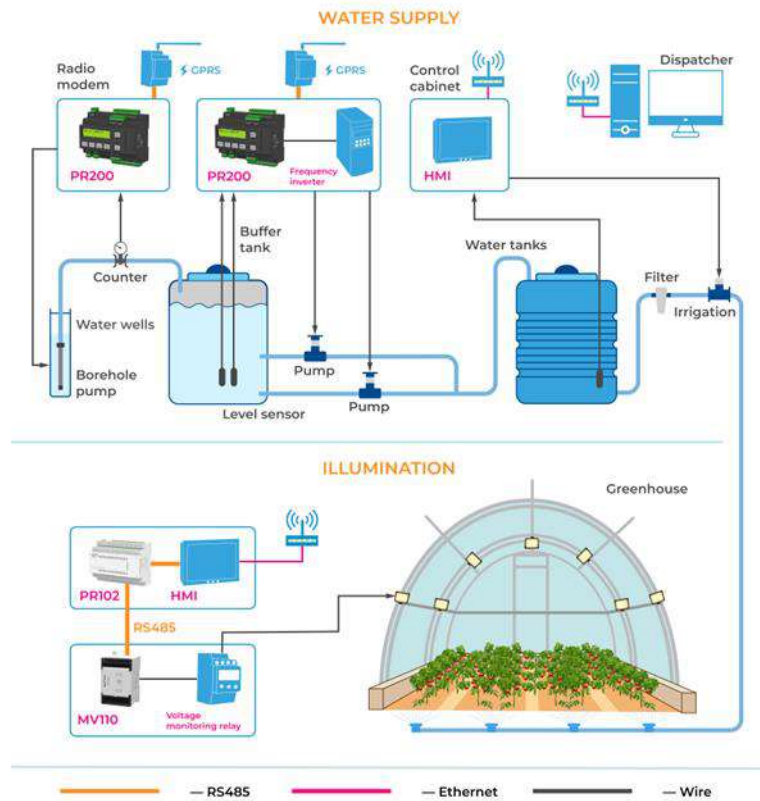 WATER SUPPLY
Radio
modem
GPRS
PR200
GPRS
PR200
Frequency
inverter
Control
cabinet
HMI
Dispatcher
Counter
Buffer
tank
Water tanks
Filter
Irrigation
Water wells
Borehole
pump
Pump
Pump
Level sensor
ILLUMINATION
Greenhouse
PR102
HMI
RS485
MV110
Voltage
monitoring relay
— RS485
— Ethernet
— Wire